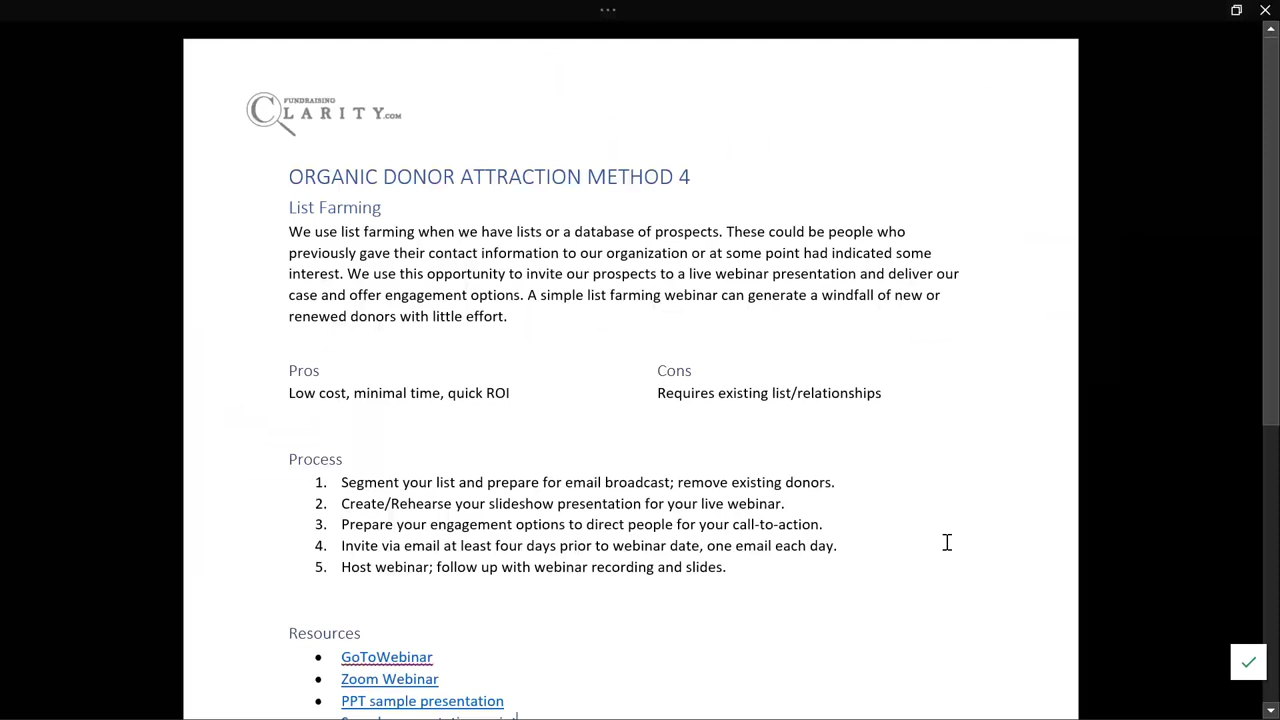 FUNDRAISING
CLARITY.COM
ORGANIC DONOR ATTRACTION METHOD 4
List Farming
We use list farming when we have lists or a database of prospects. These could be people who
previously gave their contact information to our organization or at some point had indicated some
interest. We use this opportunity to invite our prospects to a live webinar presentation and deliver our
case and offer engagement options. A simple list farming webinar can generate a windfall of new or
renewed donors with little effort.
Pros
Low cost, minimal time, quick ROI
Cons
Requires existing list/relationships
Process
1. Segment your list and prepare for email broadcast; remove existing donors.
2. Create/Rehearse your slideshow presentation for your live webinar.
3. Prepare your engagement options to direct people for your call-to-action.
4. Invite via email at least four days prior to webinar date, one email each day.
5. Host webinar; follow up with webinar recording and slides.
Resources
• GoToWebinar
• Zoom Webinar
• PPT sample presentation